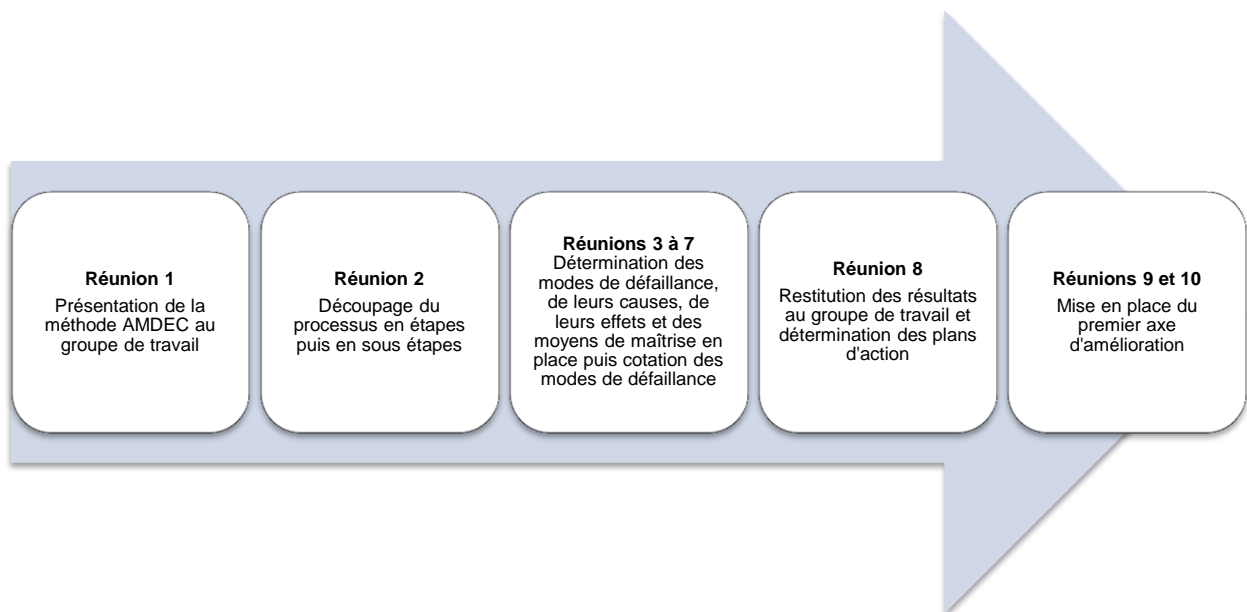 Réunion 1
Présentation de la
méthode AMDEC au
groupe de travail
Réunion 2
Découpage du
processus en étapes
puis en sous étapes
Réunions 3 à 7
Détermination des
modes de défaillance,
de leurs causes, de
leurs effets et des
moyens de maîtrise en
place puis cotation des
modes de défaillance
Réunion 8
Restitution des résultats
au groupe de travail et
détermination des plans
d'action
Réunions 9 et 10
Mise en place du
premier axe
d'amélioration